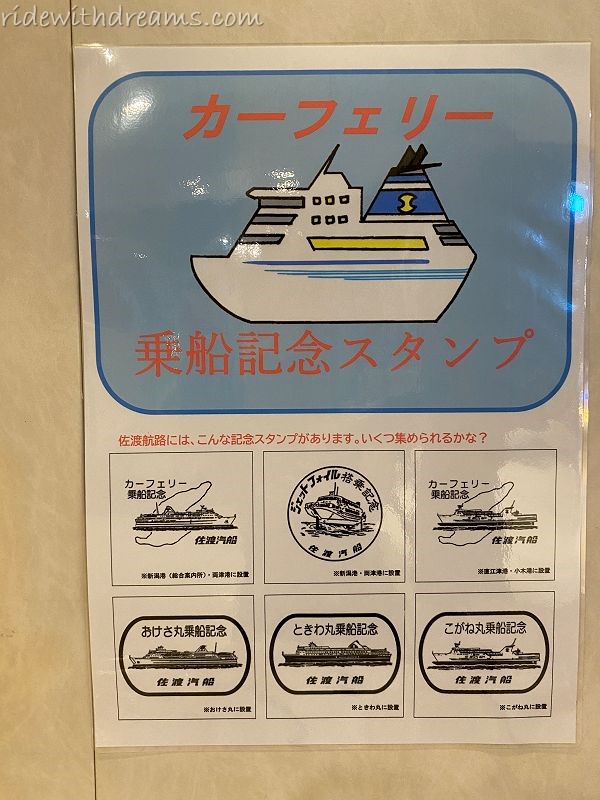 ridewithdreams.com
カーフェリー
乗船記念スタンプ
佐渡航路には、こんな記念スタンプがあります。いくつ集められるかな？
カーフェリー
乗船記念
佐渡汽船
※新潟港（総合案内所）・両津港に設置
ジェットフォイル搭乗記念
佐渡汽船
※新潟港・両津港に設置
カーフェリー
乗船記念
佐渡汽船
※直江津港・小木港に設置
おけさ丸乗船記念
佐渡汽船
※おけさ丸に設置
ときわ丸乗船記念
佐渡汽船
※ときわ丸に設置
こがね丸乗船記念
佐渡汽船
※こがね丸に設置